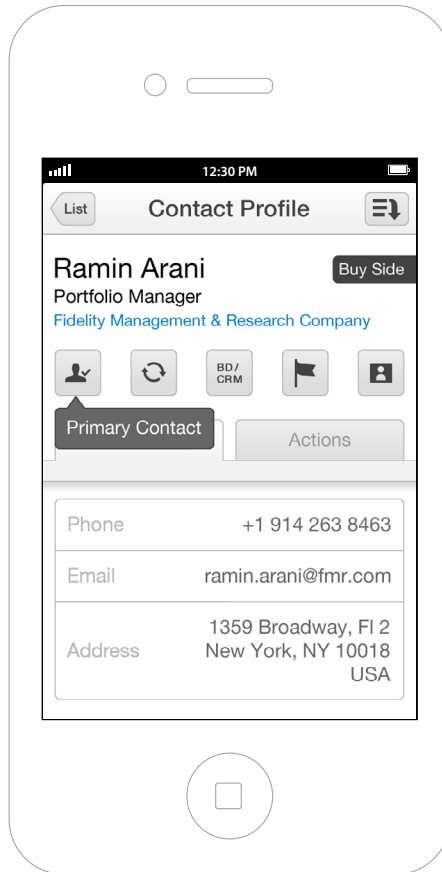 12:30 PM
List
Contact Profile
Ramin Arani
Buy Side
Portfolio Manager
Fidelity Management & Research Company
BD/
CRM
Primary Contact
Actions
Phone
+1 914 263 8463
Email
ramin.arani@fmr.com
Address
1359 Broadway, Fl 2
New York, NY 10018
USA